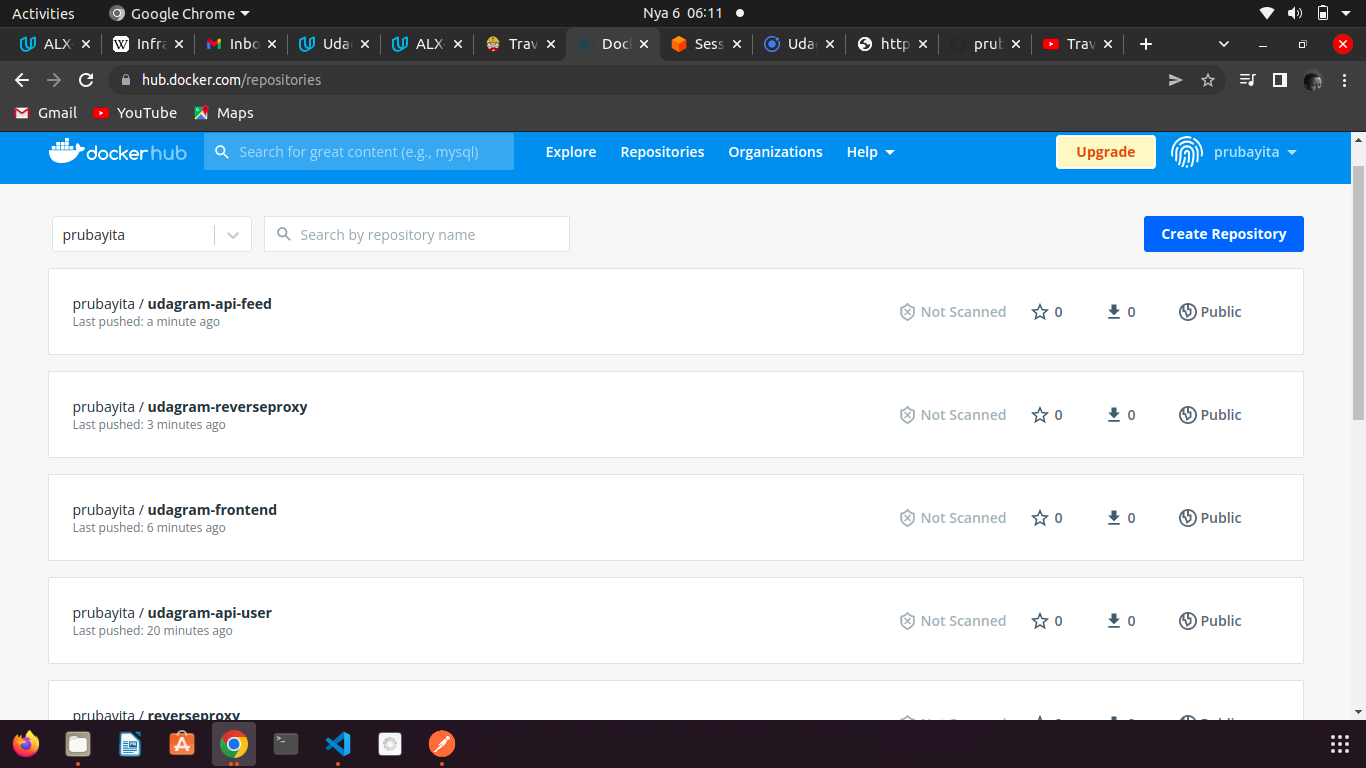 Activities
Google Chrome
Nya 6 06:11
ALX-
Infra
Inbo
Udac
ALX-
Trav
Doc
Sess
Uda
http
prub
Trav
hub.docker.com/repositories
Gmail
YouTube
Maps
dockerhub
Search for great content (e.g., mysql)
Explore
Repositories
Organizations
Help
Upgrade
prubayita
prubayita
Search by repository name
Create Repository
prubayita / udagram-api-feed
Last pushed: a minute ago
Not Scanned
0
0
Public
prubayita / udagram-reverseproxy
Last pushed: 3 minutes ago
Not Scanned
0
0
Public
prubayita / udagram-frontend
Last pushed: 6 minutes ago
Not Scanned
0
0
Public
prubayita / udagram-api-user
Last pushed: 20 minutes ago
Not Scanned
0
0
Public
prubayita / reverseproxy